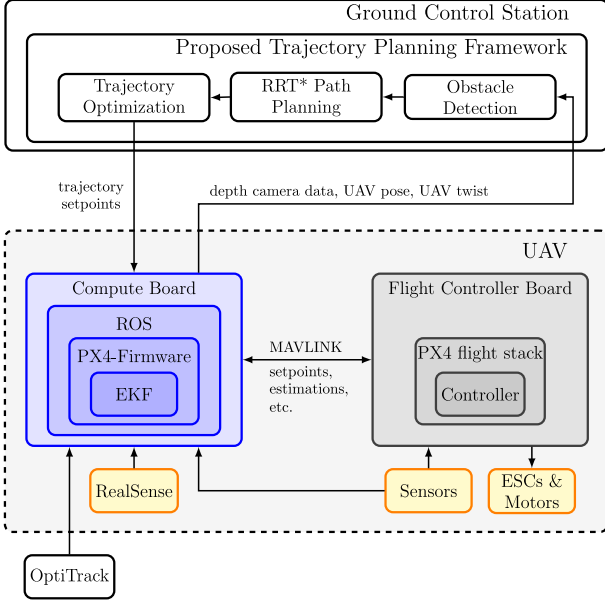 Ground Control Station
Proposed Trajectory Planning Framework
Trajectory
Optimization
RRT* Path
Planning
Obstacle
Detection
trajectory
setpoints
depth camera data, UAV pose, UAV twist
UAV
Compute Board
ROS
PX4-Firmware
EKF
MAVLINK
setpoints,
estimations,
etc.
Flight Controller Board
PX4 flight stack
Controller
RealSense
Sensors
ESCs &
Motors
OptiTrack